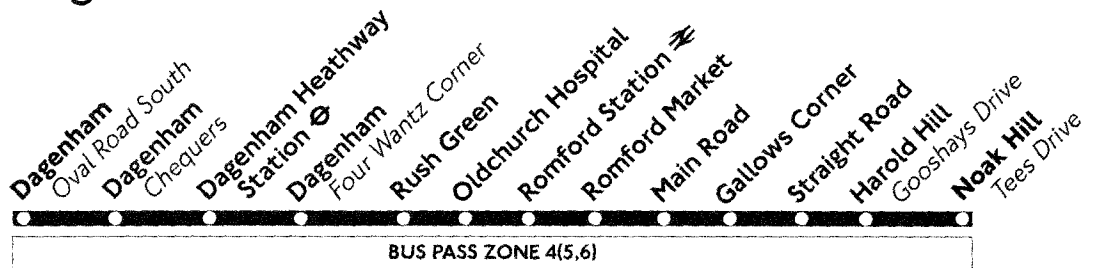 Dagenham
Oval Road South
Dagenham
Chequers
Dagenham Heathway
Station
Dagenham
Four Wantz Corner
Rush Green
Oldchurch Hospital
Romford Station
Romford Market
Main Road
Gallows Corner
Straight Road
Harold Hill
Gooshays Drive
Noak Hill
Tees Drive
BUS PASS ZONE 4(5,6)